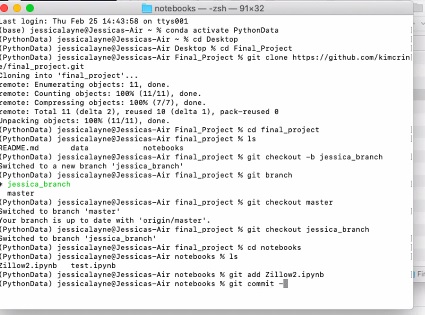 notebooks — -zsh — 91×32
Last login: Thu Feb 25 14:43:58 on ttys001
(base) jessicalayne@Jessicas-Air ~ % conda activate PythonData
(PythonData) jessicalayne@Jessicas-Air ~ % cd Desktop
(PythonData) jessicalayne@Jessicas-Air Desktop % cd Final_Project
(PythonData) jessicalayne@Jessicas-Air Final_Project % git clone https://github.com/kimcrin
e/final_project.git
Cloning into 'final_project'...
remote: Enumerating objects: 11, done.
remote: Counting objects: 100% (11/11), done.
remote: Compressing objects: 100% (7/7), done.
remote: Total 11 (delta 2), reused 10 (delta 1), pack-reused 0
Unpacking objects: 100% (11/11), done.
(PythonData) jessicalayne@Jessicas-Air Final_Project % cd final_project
(PythonData) jessicalayne@Jessicas-Air final_project % ls
README.md data notebooks
(PythonData) jessicalayne@Jessicas-Air final_project % git checkout -b jessica_branch
Switched to a new branch 'jessica_branch'
(PythonData) jessicalayne@Jessicas-Air final_project % git branch
* jessica_branch
master
(PythonData) jessicalayne@Jessicas-Air final_project % git checkout master
Switched to branch 'master'
Your branch is up to date with 'origin/master'.
(PythonData) jessicalayne@Jessicas-Air final_project % git checkout jessica_branch
Switched to branch 'jessica_branch'
(PythonData) jessicalayne@Jessicas-Air final_project % cd notebooks
(PythonData) jessicalayne@Jessicas-Air notebooks % ls
Zillow2.ipynb test.ipynb
(PythonData) jessicalayne@Jessicas-Air notebooks % git add Zillow2.ipynb
(PythonData) jessicalayne@Jessicas-Air notebooks % git commit -